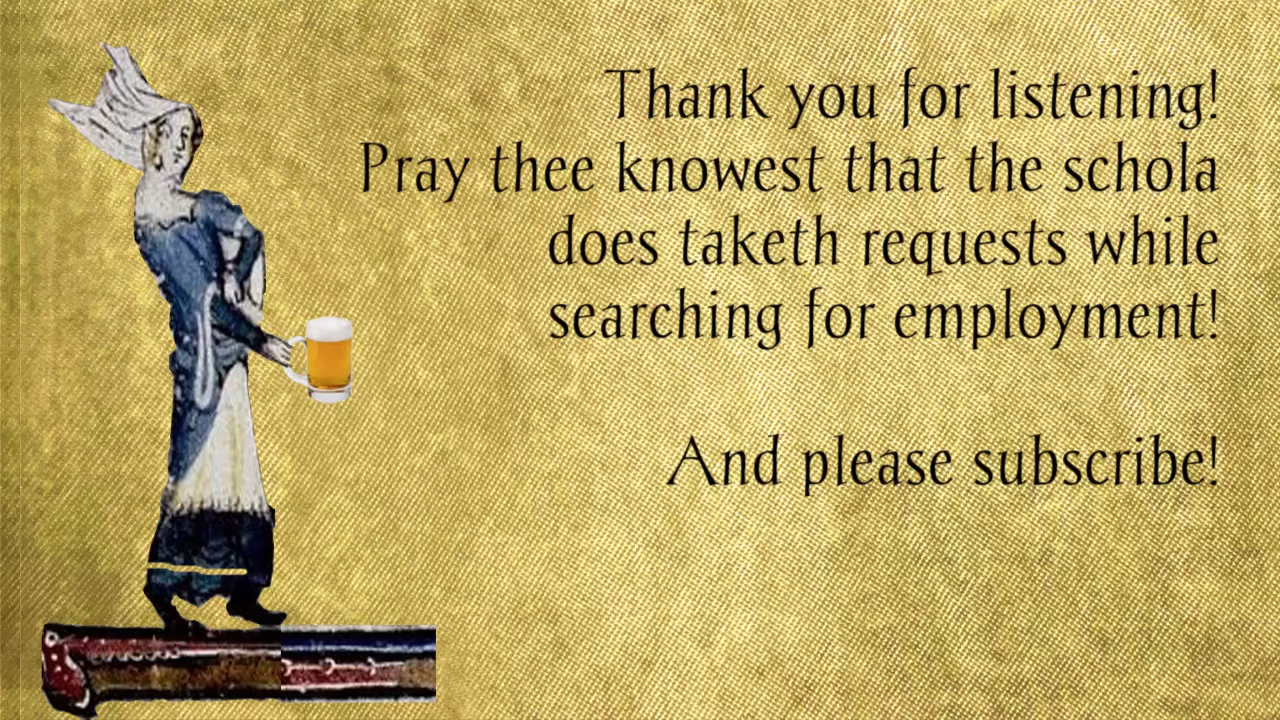 Thank you for listening!
Pray thee knowest that the schola
does taketh requests while
searching for employment!
And please subscribe!